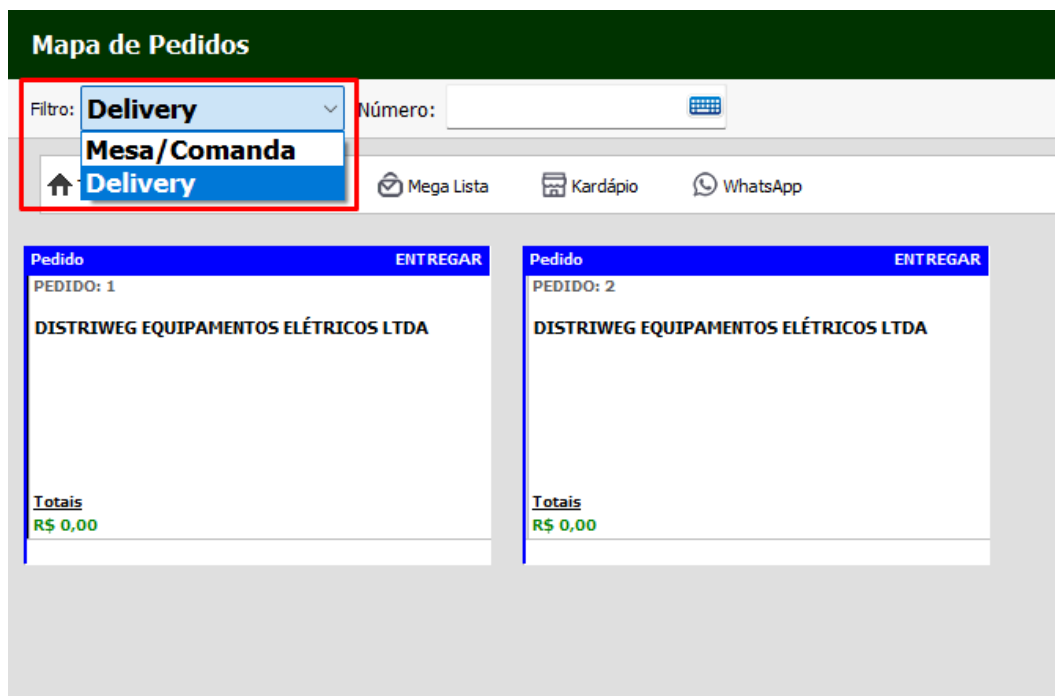 Mapa de Pedidos
Filtro: Delivery Número:
Mesa/Comanda
Delivery Mega Lista Kardápio WhatsApp
Pedido ENTREGAR Pedido ENTREGAR
PEDIDO: 1 PEDIDO: 2
DISTRIWEG EQUIPAMENTOS ELÉTRICOS LTDA DISTRIWEG EQUIPAMENTOS ELÉTRICOS LTDA
Totais Totais
R$ 0,00 R$ 0,00